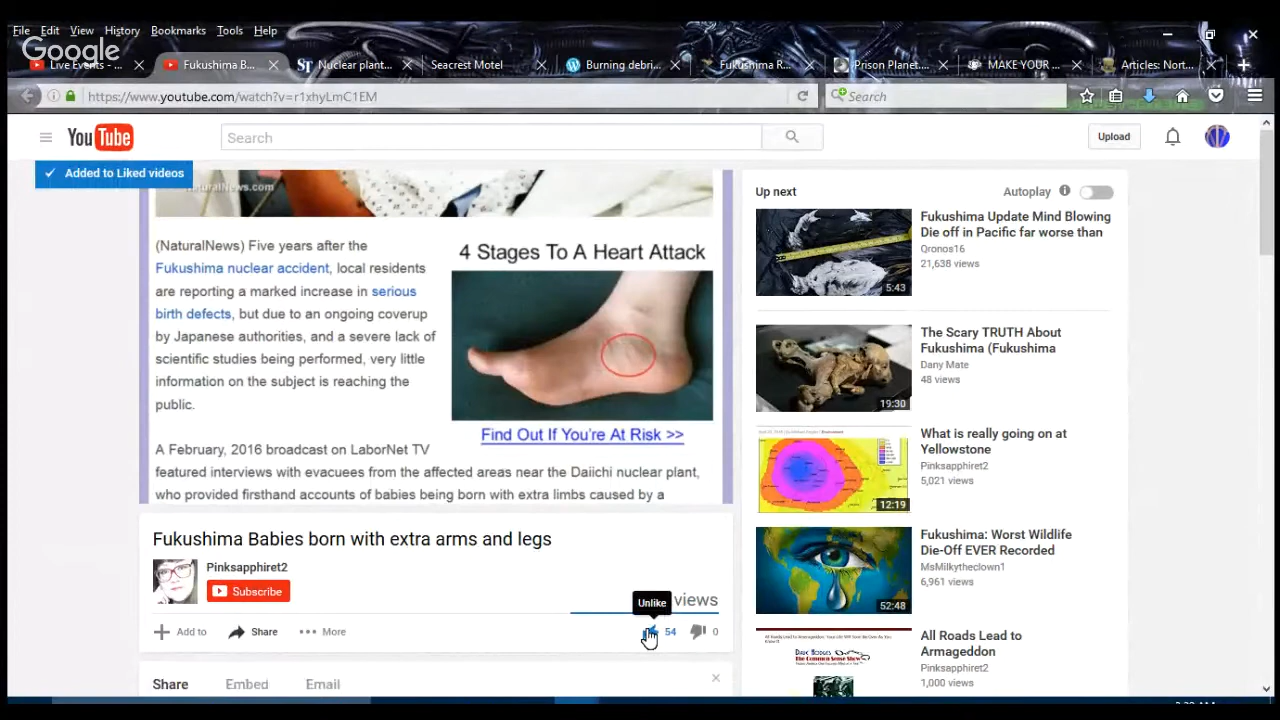 File Edit View History Bookmarks Tools Help
Google
Live Events - ... Fukushima B... Nuclear plant... Seacrest Motel Burning debri... Fukushima R... Prison Planet.... MAKE YOUR ... Articles: Nort...
https://www.youtube.com/watch?v=r1xhyLmC1EM
Search
YouTube
Search
Upload
Added to Liked videos
NaturalNews.com
(NaturalNews) Five years after the
Fukushima nuclear accident, local residents
are reporting a marked increase in serious
birth defects, but due to an ongoing coverup
by Japanese authorities, and a severe lack of
scientific studies being performed, very little
information on the subject is reaching the
public.
4 Stages To A Heart Attack
Find Out If You're At Risk >>
A February, 2016 broadcast on LaborNet TV
featured interviews with evacuees from the affected areas near the Daiichi nuclear plant,
who provided firsthand accounts of babies being born with extra limbs caused by a
Fukushima Babies born with extra arms and legs
Pinksapphiret2
Subscribe
Unlike
views
Add to Share More
54 0
Share Embed Email
Up next
Autoplay
Fukushima Update Mind Blowing
Die off in Pacific far worse than
Qronos16
21,638 views
5:43
The Scary TRUTH About
Fukushima (Fukushima
Dany Mate
48 views
19:30
What is really going on at
Yellowstone
Pinksapphiret2
5,021 views
12:19
Fukushima: Worst Wildlife
Die-Off EVER Recorded
MsMilkytheclown1
6,961 views
52:48
All Roads Lead to
Armageddon
Pinksapphiret2
1,000 views
DAVE HODGES
The Common Sense Show